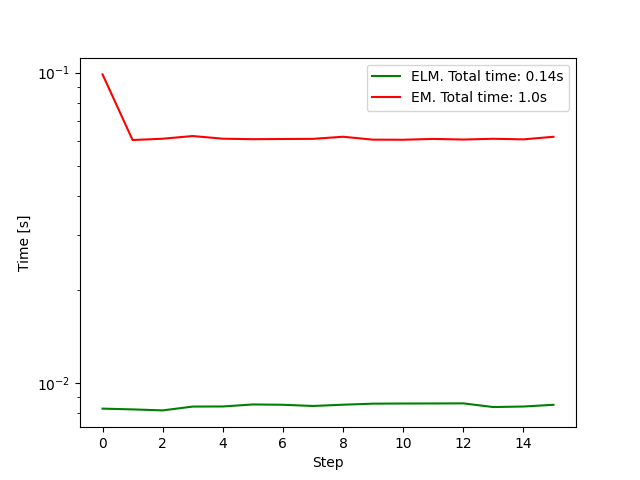 ELM. Total time: 0.14s
EM. Total time: 1.0s
10⁻¹
10⁻²
Time [s]
0 2 4 6 8 10 12 14
Step